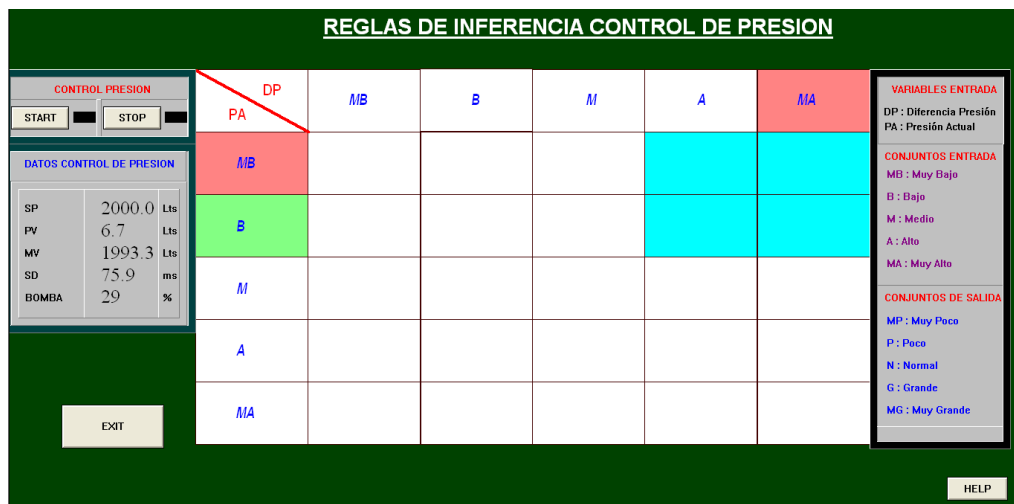 REGLAS DE INFERENCIA CONTROL DE PRESION
CONTROL PRESION
START STOP
DATOS CONTROL DE PRESION
SP 2000.0 Lts
PV 6.7 Lts
MV 1993.3 Lts
SD 75.9 ms
BOMBA 29 %
EXIT
DP
PA
MB B M A MA
MB
B
M
A
MA
VARIABLES ENTRADA
DP : Diferencia Presión
PA : Presión Actual
CONJUNTOS ENTRADA
MB : Muy Bajo
B : Bajo
M : Medio
A : Alto
MA : Muy Alto
CONJUNTOS DE SALIDA
MP : Muy Poco
P : Poco
N : Normal
G : Grande
MG : Muy Grande
HELP